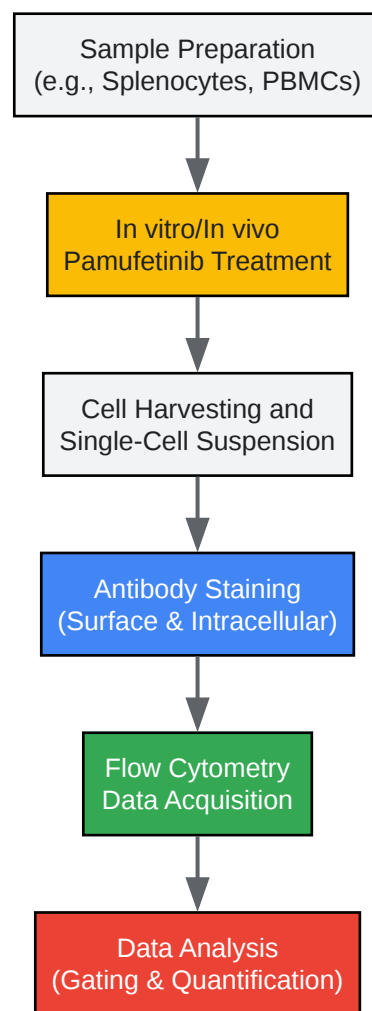 Sample Preparation
(e.g., Splenocytes, PBMCs)
In vitro/In vivo
Pamufetinib Treatment
Cell Harvesting and
Single-Cell Suspension
Antibody Staining
(Surface & Intracellular)
Flow Cytometry
Data Acquisition
Data Analysis
(Gating & Quantification)